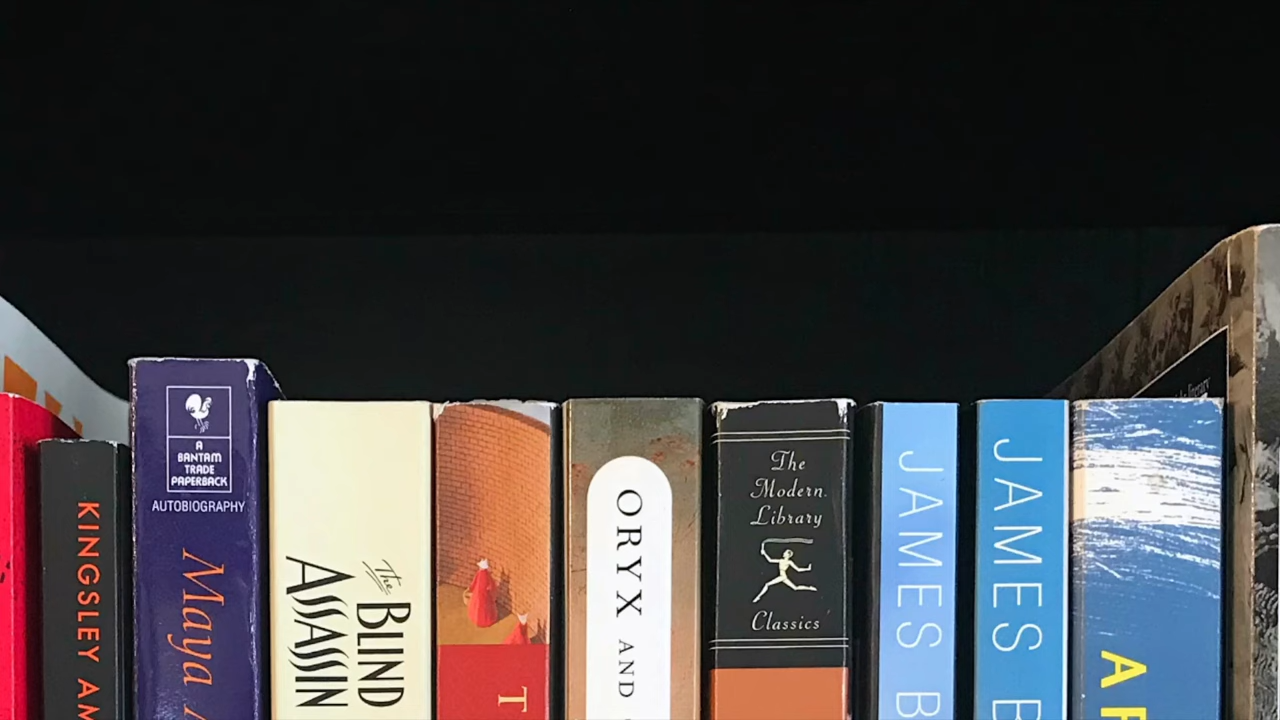 KINGSLEY AM
A
BANTAM
TRADE
PAPERBACK
AUTOBIOGRAPHY
Maya
The
BLIND
ASSASSIN
T
ORYX AND
The
Modern
Library
Classics
JAMES B
JAMES B
A F